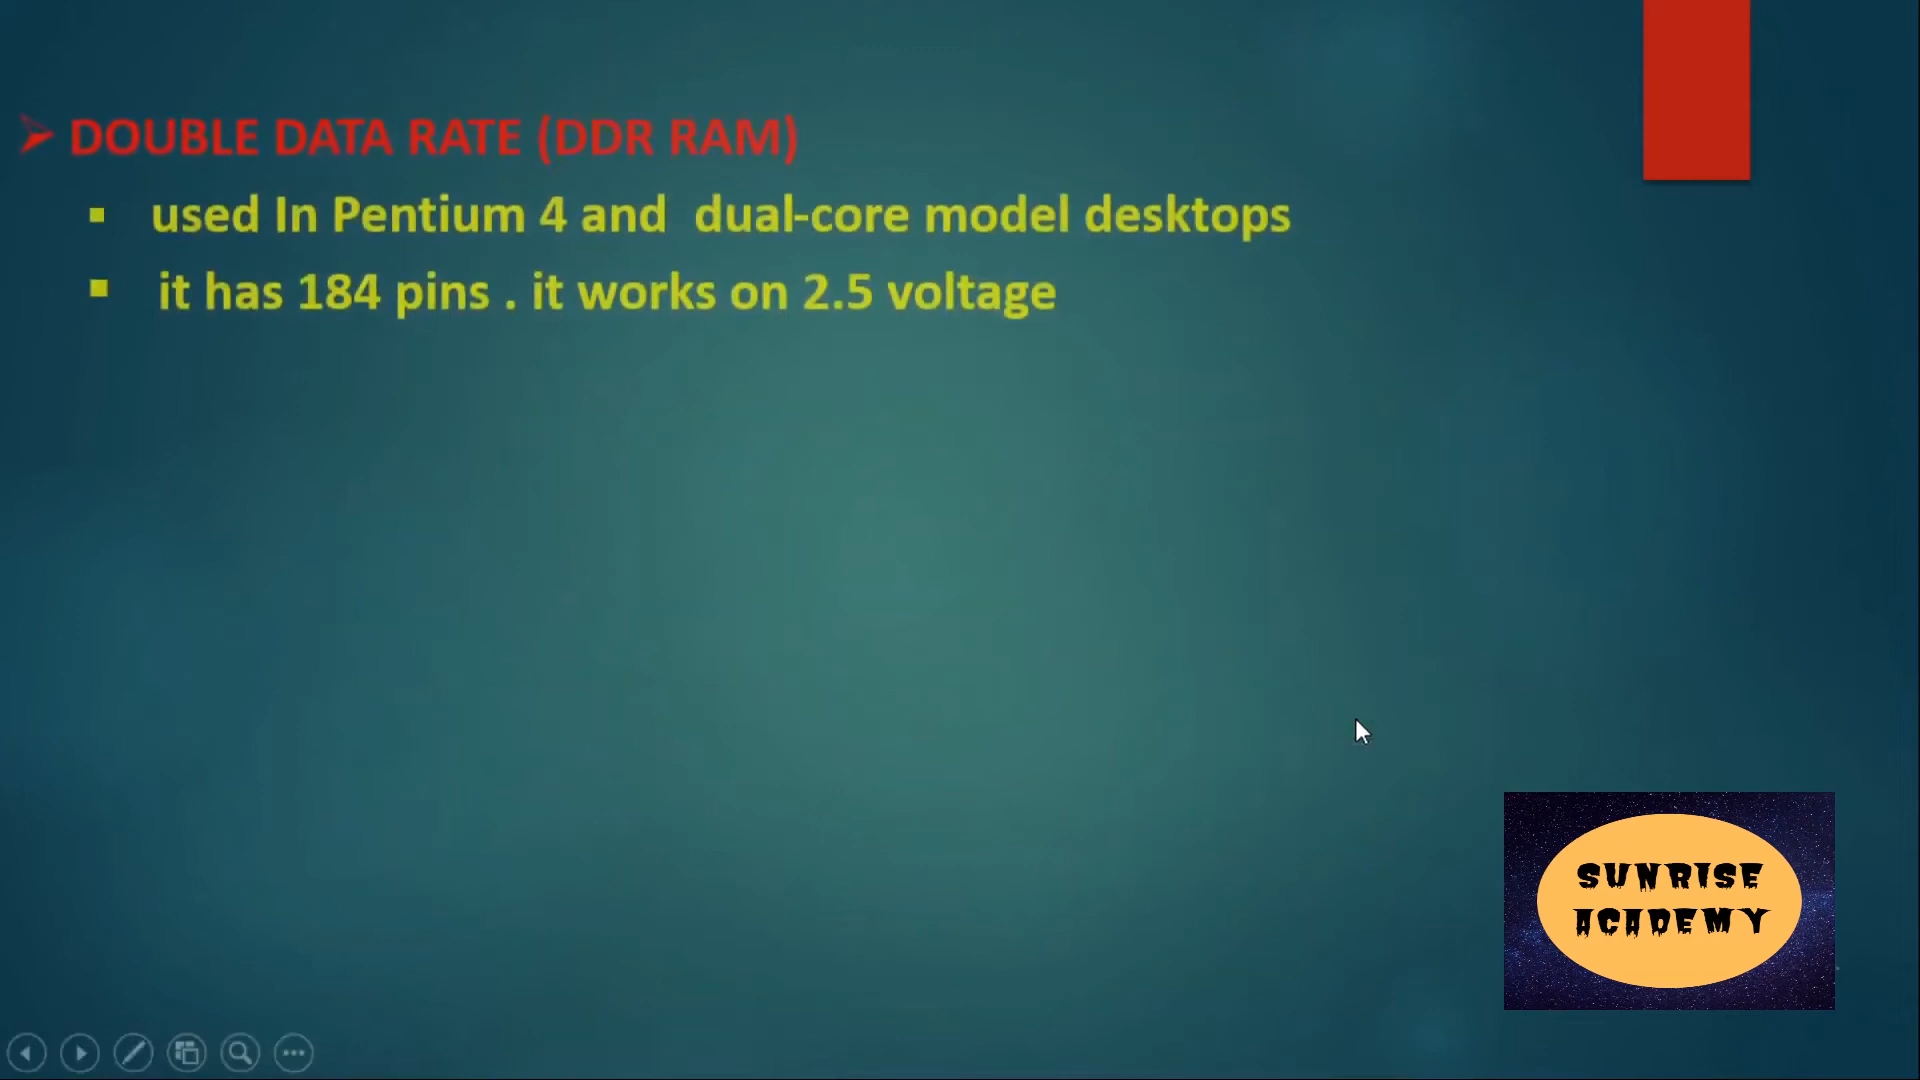 DOUBLE DATA RATE (DDR RAM)
used In Pentium 4 and dual-core model desktops
it has 184 pins . it works on 2.5 voltage
SUNRISE
ACADEMY